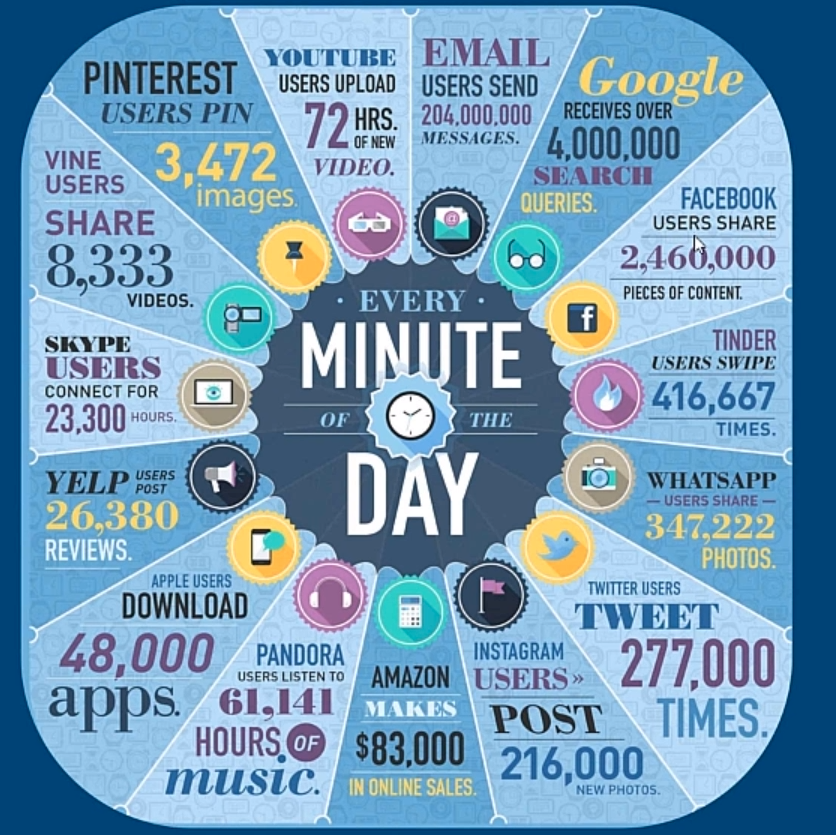 EVERY
MINUTE
OF THE
DAY
YOUTUBE
USERS UPLOAD
72 HRS.
OF NEW
VIDEO.
EMAIL
USERS SEND
204,000,000
MESSAGES.
Google
RECEIVES OVER
4,000,000
SEARCH
QUERIES.
FACEBOOK
USERS SHARE
2,460,000
PIECES OF CONTENT.
TINDER
USERS SWIPE
416,667
TIMES.
WHATSAPP
USERS SHARE
347,222
PHOTOS.
TWITTER USERS
TWEET
277,000
TIMES.
INSTAGRAM
USERS »
POST
216,000
NEW PHOTOS.
AMAZON
MAKES
$83,000
IN ONLINE SALES.
PANDORA
USERS LISTEN TO
61,141
HOURS OF
music.
APPLE USERS
DOWNLOAD
48,000
apps.
YELP USERS
POST
26,380
REVIEWS.
SKYPE
USERS
CONNECT FOR
23,300 HOURS.
VINE
USERS
SHARE
8,333
VIDEOS.
PINTEREST
USERS PIN
3,472
images.